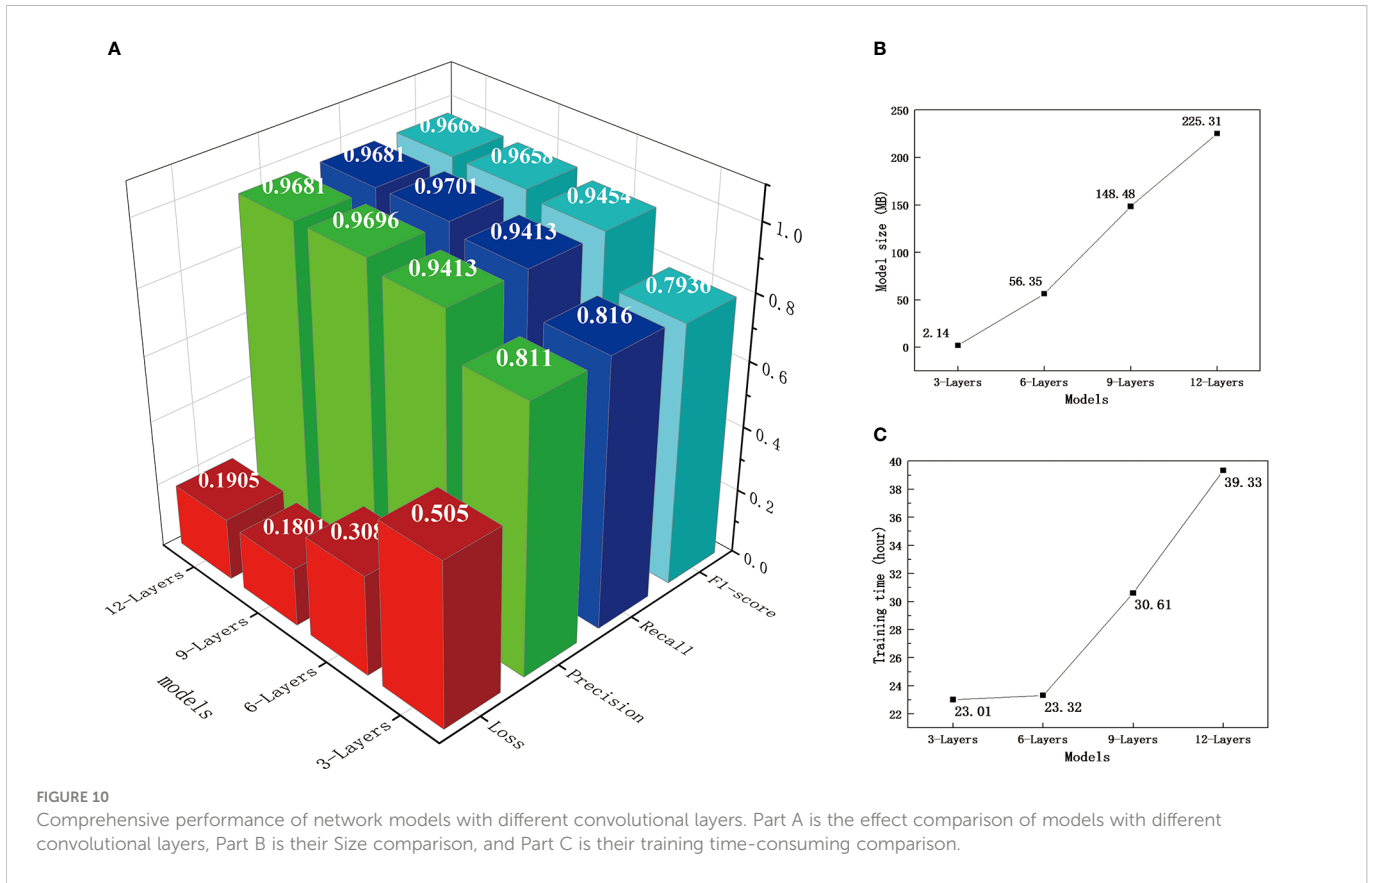 A
0.9668
0.9681
0.9658
0.9681
0.9701
0.9454
0.9696
0.9413
0.9413
0.7936
0.816
0.811
0.1905
0.1801
0.308
0.505
1.0
0.8
0.6
0.4
0.2
0.0
12-Layers
9-Layers
6-Layers
3-Layers
models
Loss
Precision
Recall
F1-score
B
250
200
150
100
50
0
Model size (MB)
2.14
56.35
148.48
225.31
3-Layers 6-Layers 9-Layers 12-Layers
Models
C
40
38
36
34
32
30
28
26
24
22
Training time (hour)
23.01
23.32
30.61
39.33
3-Layers 6-Layers 9-Layers 12-Layers
Models
FIGURE 10
Comprehensive performance of network models with different convolutional layers. Part A is the effect comparison of models with different
convolutional layers, Part B is their Size comparison, and Part C is their training time-consuming comparison.